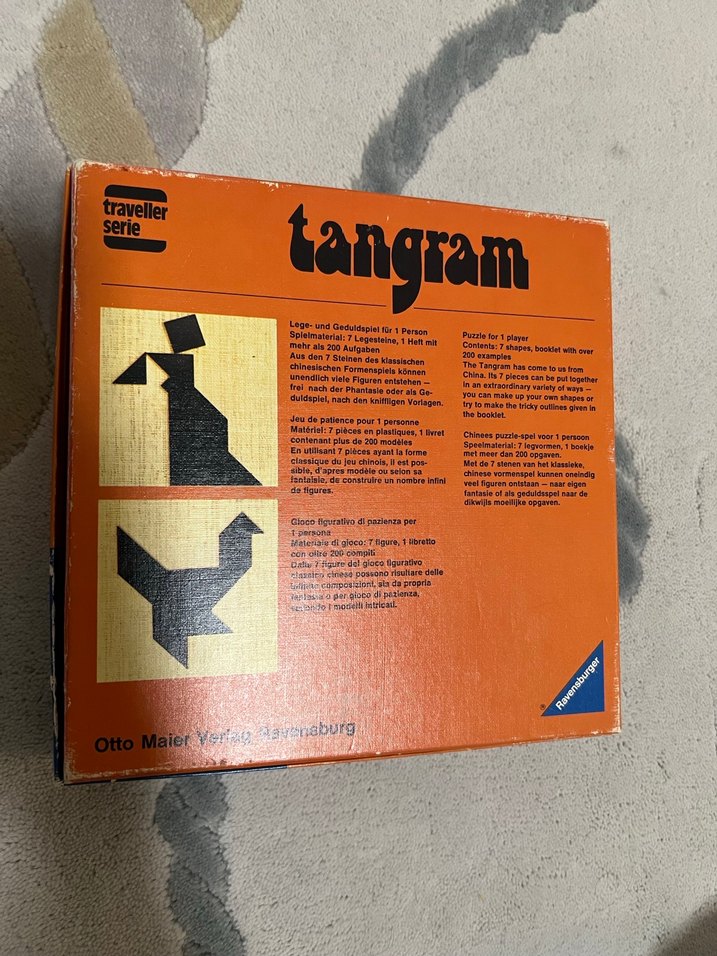 traveller
serie
tangram
Lege- und Geduldspiel für 1 Person
Spielmaterial: 7 Legesteine, 1 Heft mit
mehr als 200 Aufgaben
Aus den 7 Steinen des klassischen
chinesischen Formenspiels können
unendlich viele Figuren entstehen —
frei nach der Phantasie oder als Ge-
duldspiel, nach den kniffligen Vorlagen.
Jeu de patience pour 1 personne
Matériel: 7 pièces en plastiques, 1 livret
contenant plus de 200 modèles
En utilisant 7 pièces ayant la forme
classique du jeu chinois, il est pos-
sible, d'apres modèle ou selon sa
fantaisie, de construire un nombre infini
de figures.
Gioco figurativo di pazienza per
1 persona
Materiale di gioco: 7 figure, 1 libretto
con oltre 200 compiti
Dalle 7 figure del gioco figurativo
classico cinese possono risultare delle
infinite composizioni, sia da propria
fantasia o per gioco di pazienza,
secondo i modelli intricati.
Puzzle for 1 player
Contents: 7 shapes, booklet with over
200 examples
The Tangram has come to us from
China. Its 7 pieces can be put together
in an extraordinary variety of ways —
you can make up your own shapes or
try to make the tricky outlines given in
the booklet.
Chinees puzzle-spel voor 1 persoon
Speelmaterial: 7 legvormen, 1 boekje
met meer dan 200 opgaven.
Met de 7 stenen van het klassieke,
chinese vormenspel kunnen oneindig
veel figuren ontstaan — naar eigen
fantasie of als geduldsspel naar de
dikwijls moeilijke opgaven.
Otto Maier Verlag Ravensburg
® Ravensburger